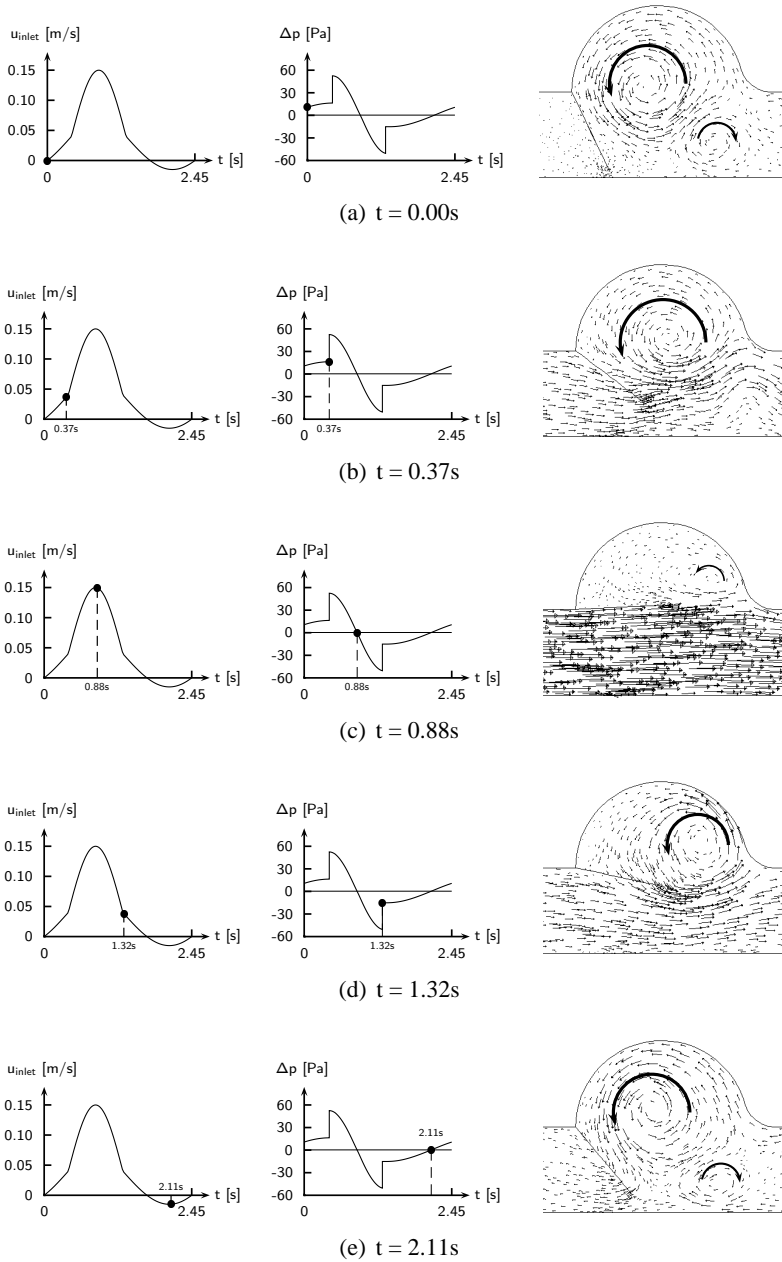 u_inlet [m/s]
Δp [Pa]
0.15
0.10
0.05
0
0
2.45
t [s]
60
30
0
-30
-60
0
2.45
t [s]
(a) t = 0.00s
u_inlet [m/s]
Δp [Pa]
0.15
0.10
0.05
0
0
0.37s
2.45
t [s]
60
30
0
-30
-60
0
0.37s
2.45
t [s]
(b) t = 0.37s
u_inlet [m/s]
Δp [Pa]
0.15
0.10
0.05
0
0
0.88s
2.45
t [s]
60
30
0
-30
-60
0
0.88s
2.45
t [s]
(c) t = 0.88s
u_inlet [m/s]
Δp [Pa]
0.15
0.10
0.05
0
0
1.32s
2.45
t [s]
60
30
0
-30
-60
0
1.32s
2.45
t [s]
(d) t = 1.32s
u_inlet [m/s]
Δp [Pa]
0.15
0.10
0.05
0
0
2.11s
2.45
t [s]
60
30
0
-30
-60
0
2.11s
2.45
t [s]
(e) t = 2.11s